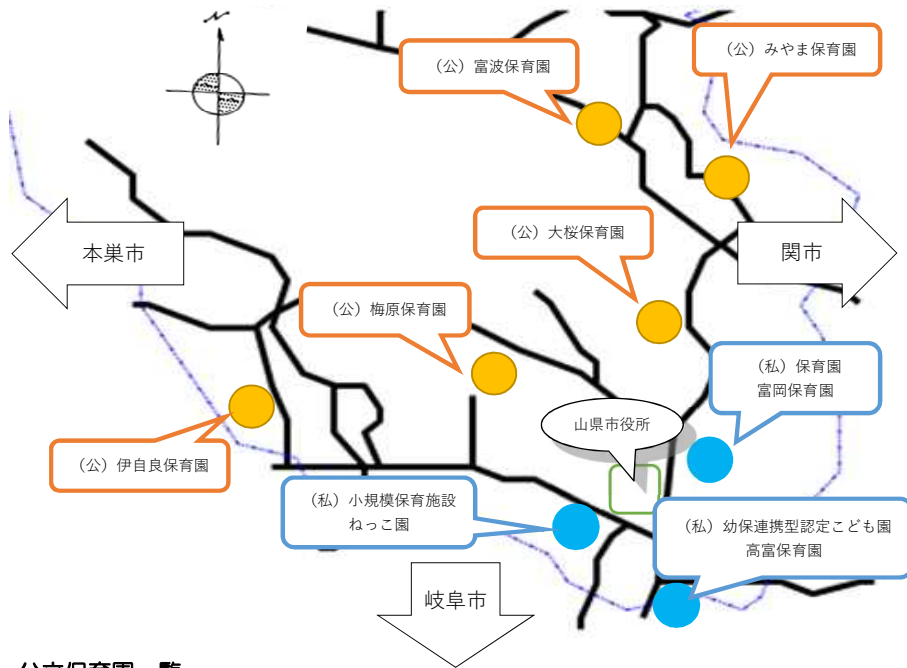 N
(公)富波保育園
(公)みやま保育園
(公)大桜保育園
本巣市
関市
(公)梅原保育園
(私)保育園
富岡保育園
山県市役所
(公)伊自良保育園
(私)小規模保育施設
ねっこ園
(私)幼保連携型認定こども園
高富保育園
岐阜市